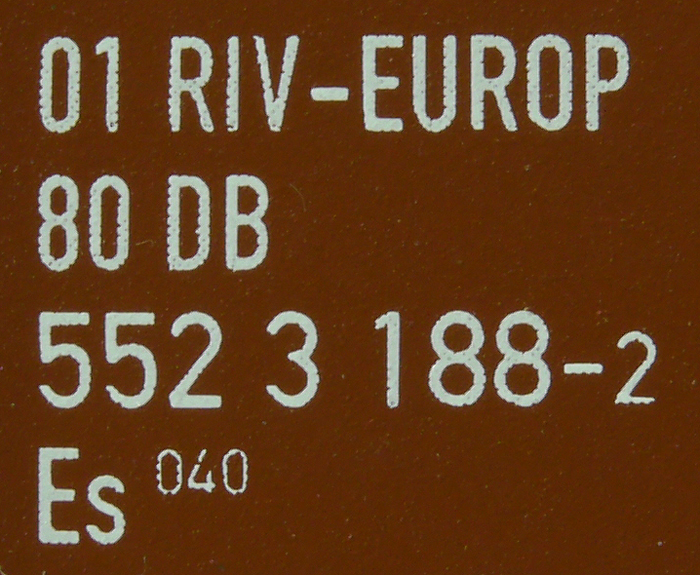 01 RIV-EUROP
80 DB
552 3 188-2
Es 040